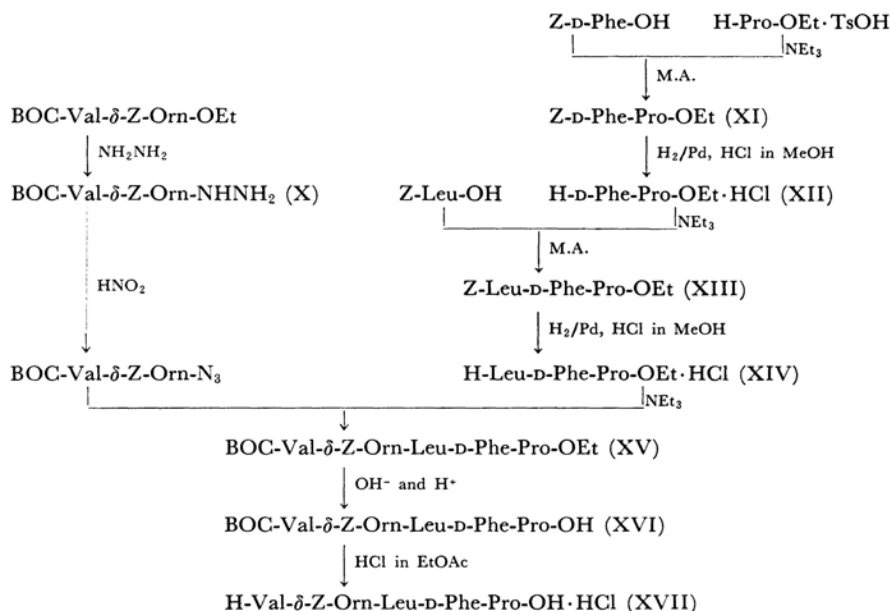 Z-D-Phe-OH H-Pro-OEt·TsOH
NEt₃
M.A.
BOC-Val-δ-Z-Orn-OEt Z-D-Phe-Pro-OEt (XI)
NH₂NH₂ H₂/Pd, HCl in MeOH
BOC-Val-δ-Z-Orn-NHNH₂ (X) Z-Leu-OH H-D-Phe-Pro-OEt·HCl (XII)
NEt₃
M.A.
HNO₂ Z-Leu-D-Phe-Pro-OEt (XIII)
H₂/Pd, HCl in MeOH
BOC-Val-δ-Z-Orn-N₃ H-Leu-D-Phe-Pro-OEt·HCl (XIV)
NEt₃
BOC-Val-δ-Z-Orn-Leu-D-Phe-Pro-OEt (XV)
OH⁻ and H⁺
BOC-Val-δ-Z-Orn-Leu-D-Phe-Pro-OH (XVI)
HCl in EtOAc
H-Val-δ-Z-Orn-Leu-D-Phe-Pro-OH·HCl (XVII)